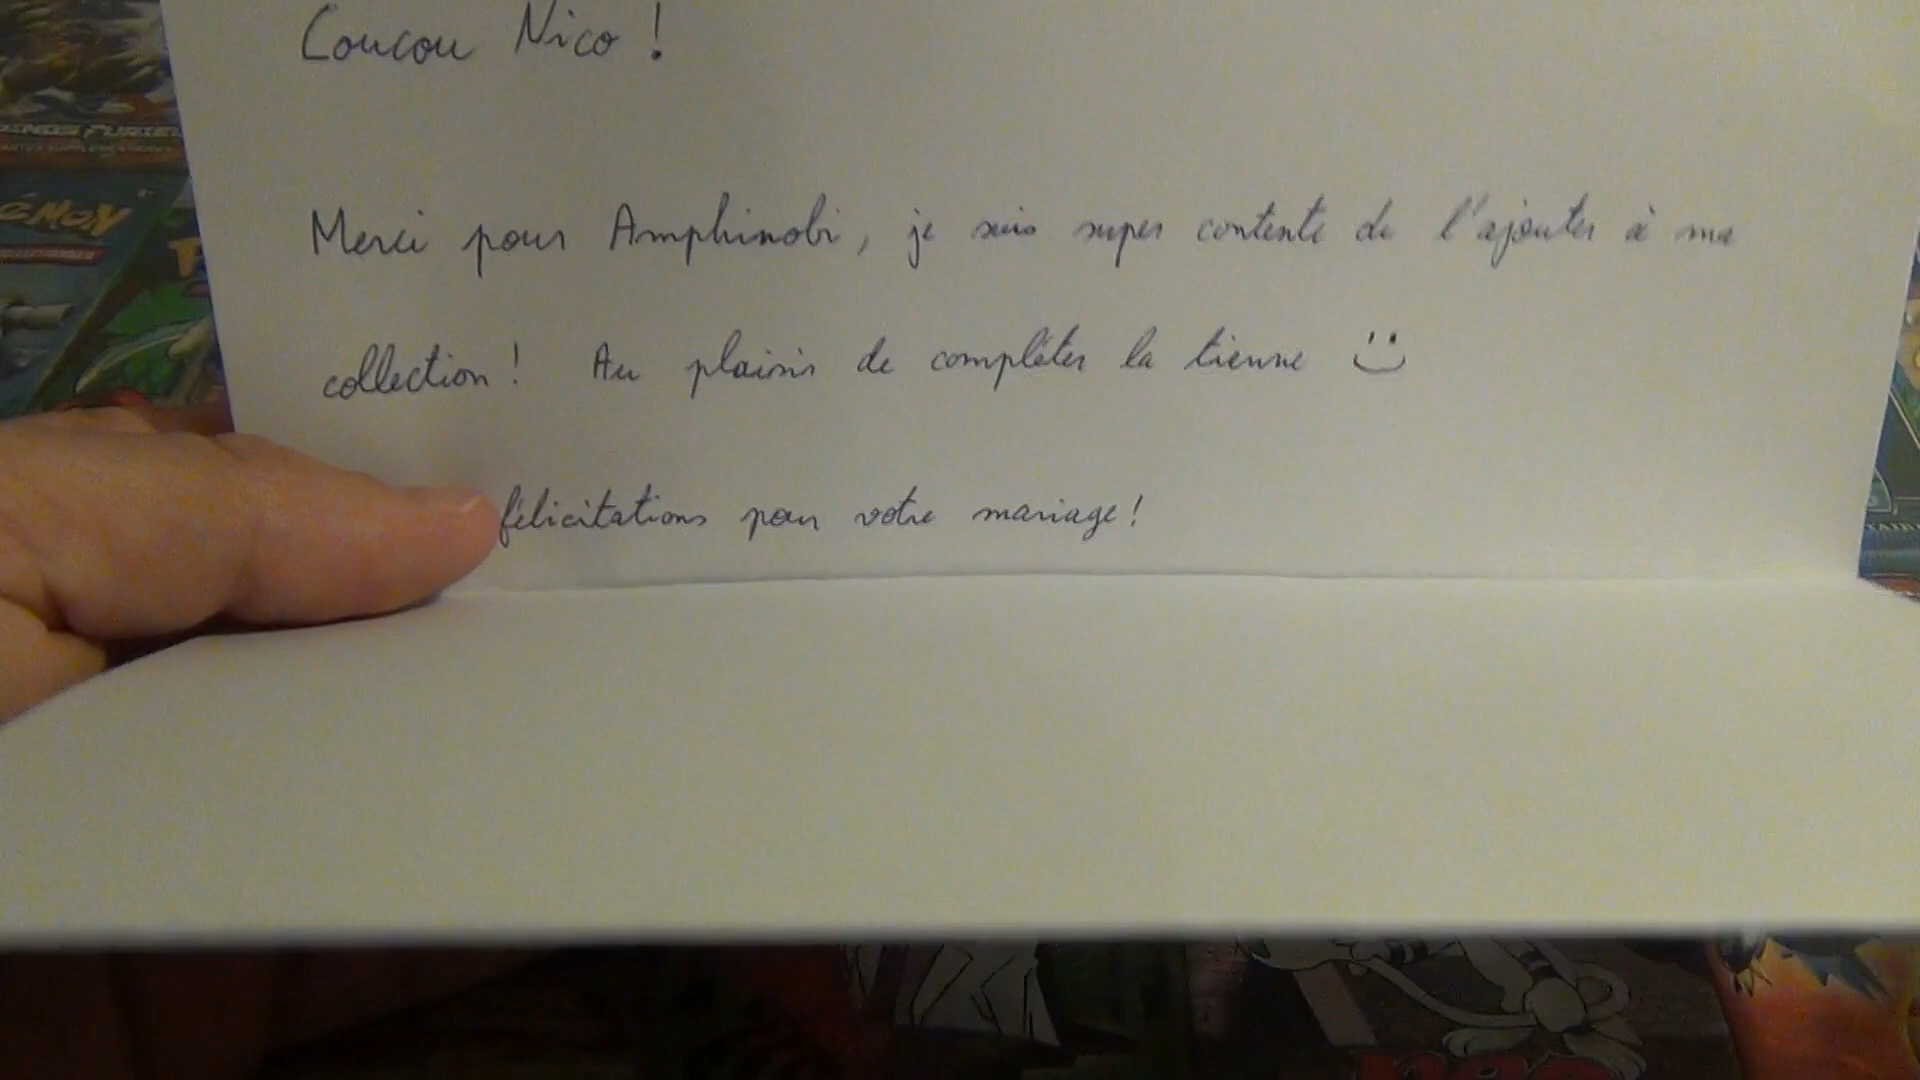 Coucou Nico !
Merci pour Amphinobi, je suis super contente de l'ajouter à ma
collection ! Au plaisir de compléter la tienne :)
félicitations pour votre mariage !